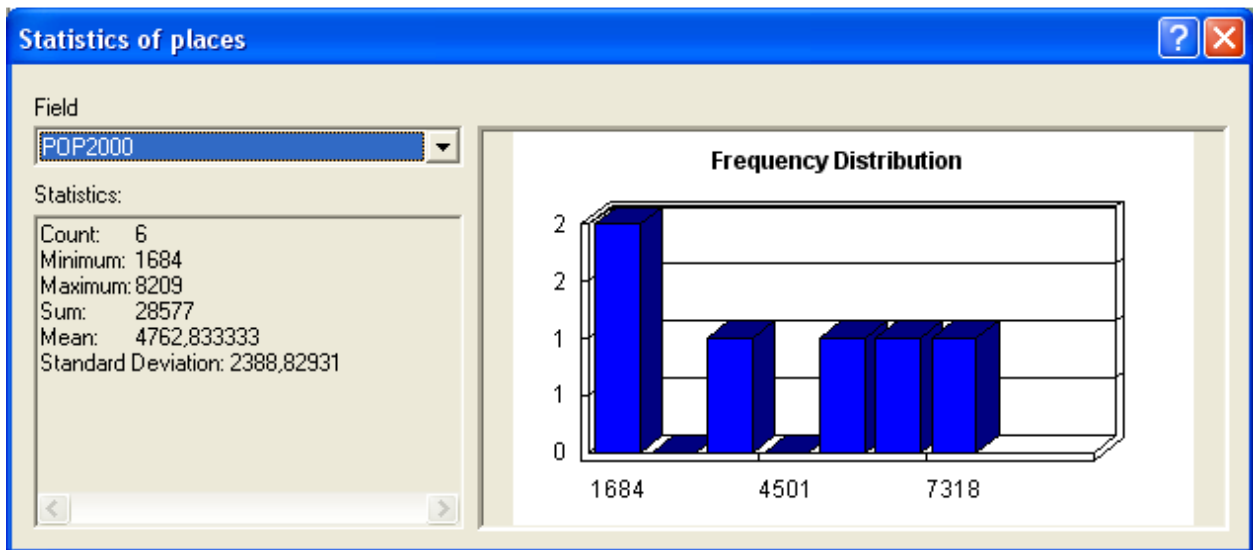 Statistics of places
Field
POP2000
Statistics:
Count: 6
Minimum: 1684
Maximum: 8209
Sum: 28577
Mean: 4762,833333
Standard Deviation: 2388,82931
Frequency Distribution
2
2
1
1
0
1684 4501 7318